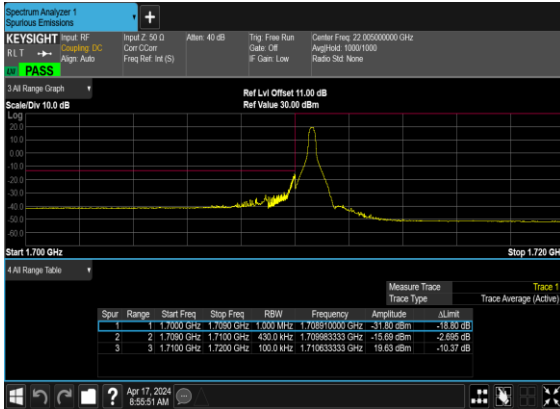 Spectrum Analyzer 1
Spurious Emissions
+
KEYSIGHT Input: RF Input Z: 50 Ω Atten: 40 dB Trig: Free Run Center Freq: 22.005000000 GHz
RLT Coupling: DC Corr CCorr Gate: Off Avg|Hold: 1000/1000
Align: Auto Freq Ref: Int (S) IF Gain: Low Radio Std: None
PASS
3 All Range Graph
Ref Lvl Offset 11.00 dB
Scale/Div 10.0 dB Ref Value 30.00 dBm
Log
20.0
10.0
0.00
-10.0
-20.0
-30.0
-40.0
-50.0
-60.0
Start 1.700 GHz Stop 1.720 GHz
4 All Range Table
Measure Trace Trace 1
Trace Type Trace Average (Active)
Spur Range Start Freq Stop Freq RBW Frequency Amplitude ΔLimit
1 1 1.7000 GHz 1.7090 GHz 1.000 MHz 1.708910000 GHz -31.80 dBm -18.80 dB
2 2 1.7090 GHz 1.7100 GHz 430.0 kHz 1.709983333 GHz -15.69 dBm -2.695 dB
3 3 1.7100 GHz 1.7200 GHz 100.0 kHz 1.710633333 GHz 19.63 dBm -10.37 dB
? Apr 17, 2024
8:55:51 AM